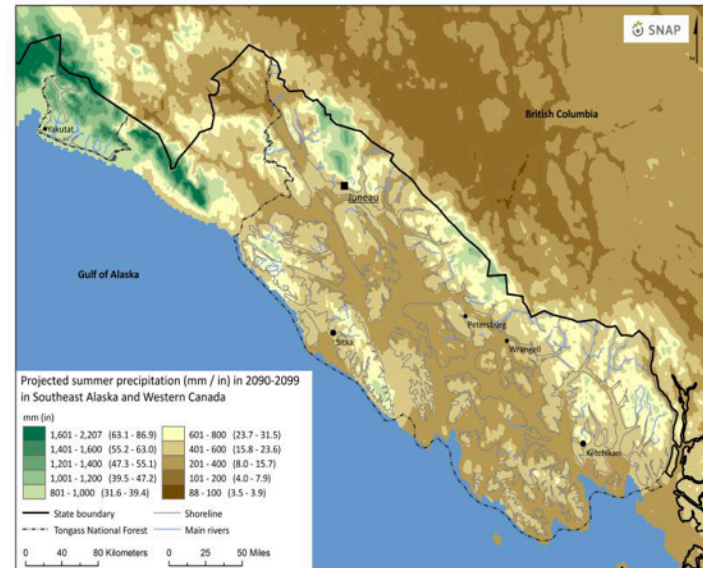 SNAP
British Columbia
Yakutat
Juneau
Gulf of Alaska
Petersburg
Sitka
Wrangell
Ketchikan
Projected summer precipitation (mm / in) in 2090-2099
in Southeast Alaska and Western Canada
mm (in)
1,601 - 2,207 (63.1 - 86.9)
1,401 - 1,600 (55.2 - 63.0)
1,201 - 1,400 (47.3 - 55.1)
1,001 - 1,200 (39.5 - 47.2)
801 - 1,000 (31.6 - 39.4)
601 - 800 (23.7 - 31.5)
401 - 600 (15.8 - 23.6)
201 - 400 (8.0 - 15.7)
101 - 200 (4.0 - 7.9)
88 - 100 (3.5 - 3.9)
State boundary
Shoreline
Tongass National Forest
Main rivers
0 20 40 80 Kilometers
0 25 50 Miles